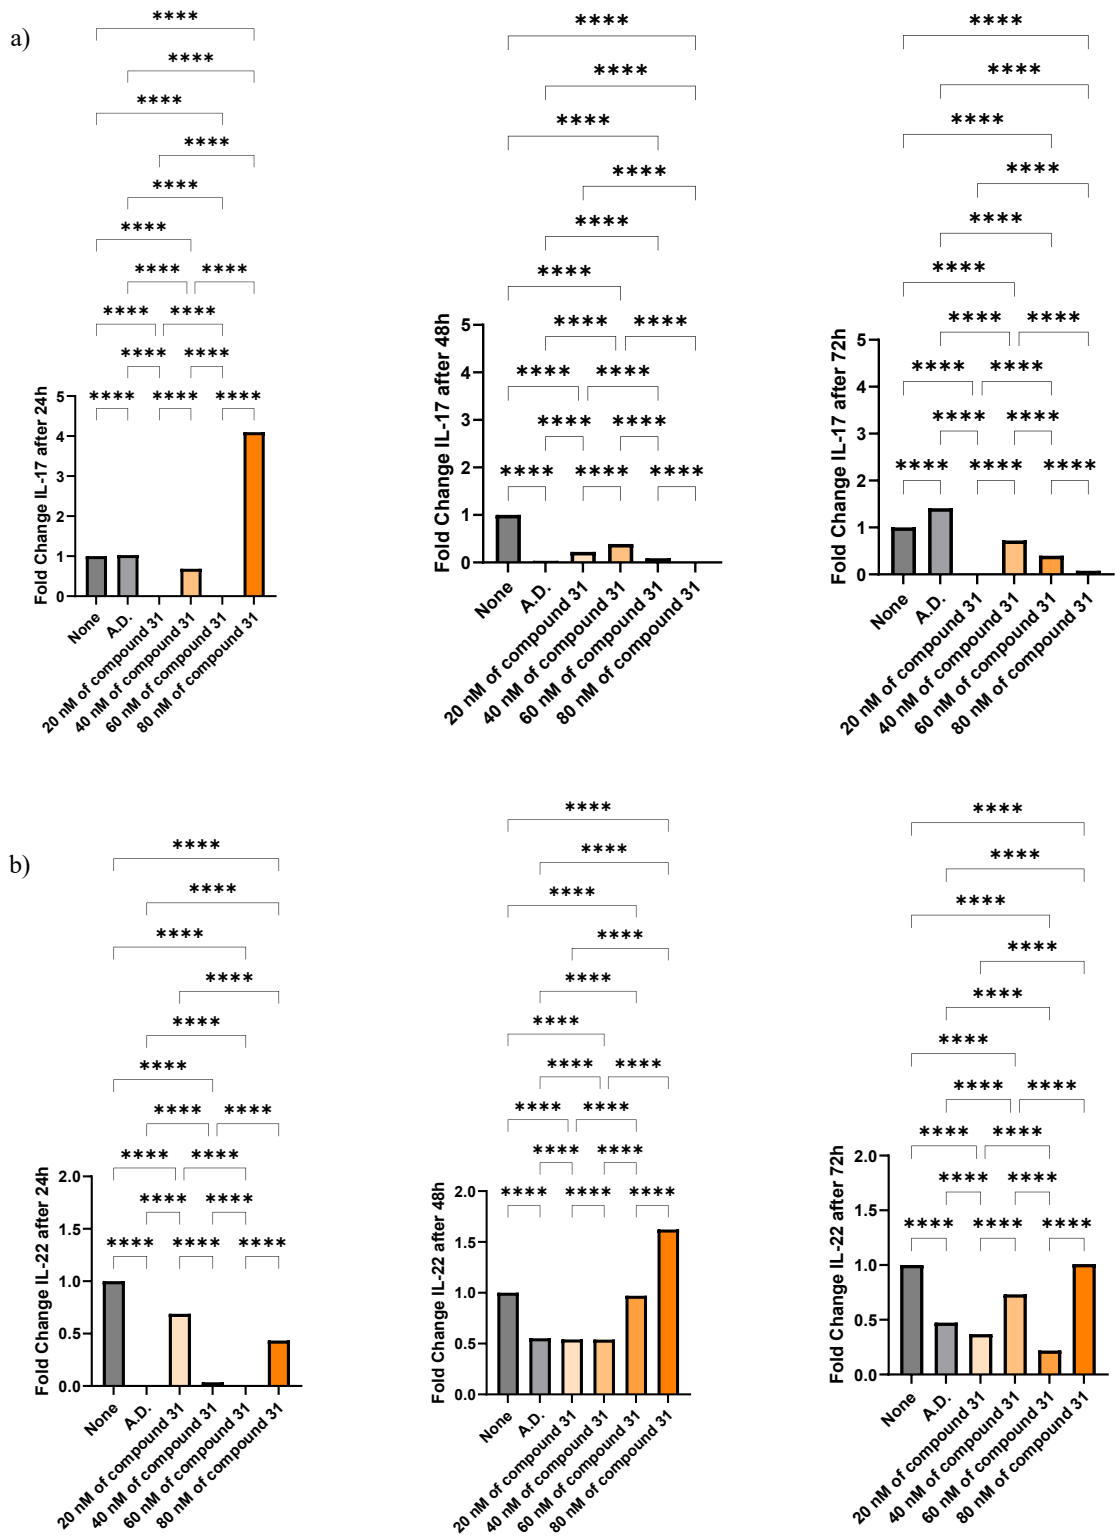 a)
****
****
****
****
****
****
**** ****
**** ****
**** ****
**** **** ****
Fold Change IL-17 after 24h
5
4
3
2
1
0
None
A.D.
20 nM of compound 31
40 nM of compound 31
60 nM of compound 31
80 nM of compound 31
****
****
****
****
****
****
**** ****
**** ****
**** ****
**** **** ****
Fold Change IL-17 after 48h
5
4
3
2
1
0
None
A.D.
20 nM of compound 31
40 nM of compound 31
60 nM of compound 31
80 nM of compound 31
****
****
****
****
****
****
**** ****
**** ****
**** ****
**** **** ****
Fold Change IL-17 after 72h
5
4
3
2
1
0
None
A.D.
20 nM of compound 31
40 nM of compound 31
60 nM of compound 31
80 nM of compound 31
b)
****
****
****
****
****
****
**** ****
**** ****
**** ****
**** **** ****
Fold Change IL-22 after 24h
2.0
1.5
1.0
0.5
0.0
None
A.D.
20 nM of compound 31
40 nM of compound 31
60 nM of compound 31
80 nM of compound 31
****
****
****
****
****
****
**** ****
**** ****
**** ****
**** **** ****
Fold Change IL-22 after 48h
2.0
1.5
1.0
0.5
0.0
None
A.D.
20 nM of compound 31
40 nM of compound 31
60 nM of compound 31
80 nM of compound 31
****
****
****
****
****
****
**** ****
**** ****
**** ****
**** **** ****
Fold Change IL-22 after 72h
2.0
1.5
1.0
0.5
0.0
None
A.D.
20 nM of compound 31
40 nM of compound 31
60 nM of compound 31
80 nM of compound 31